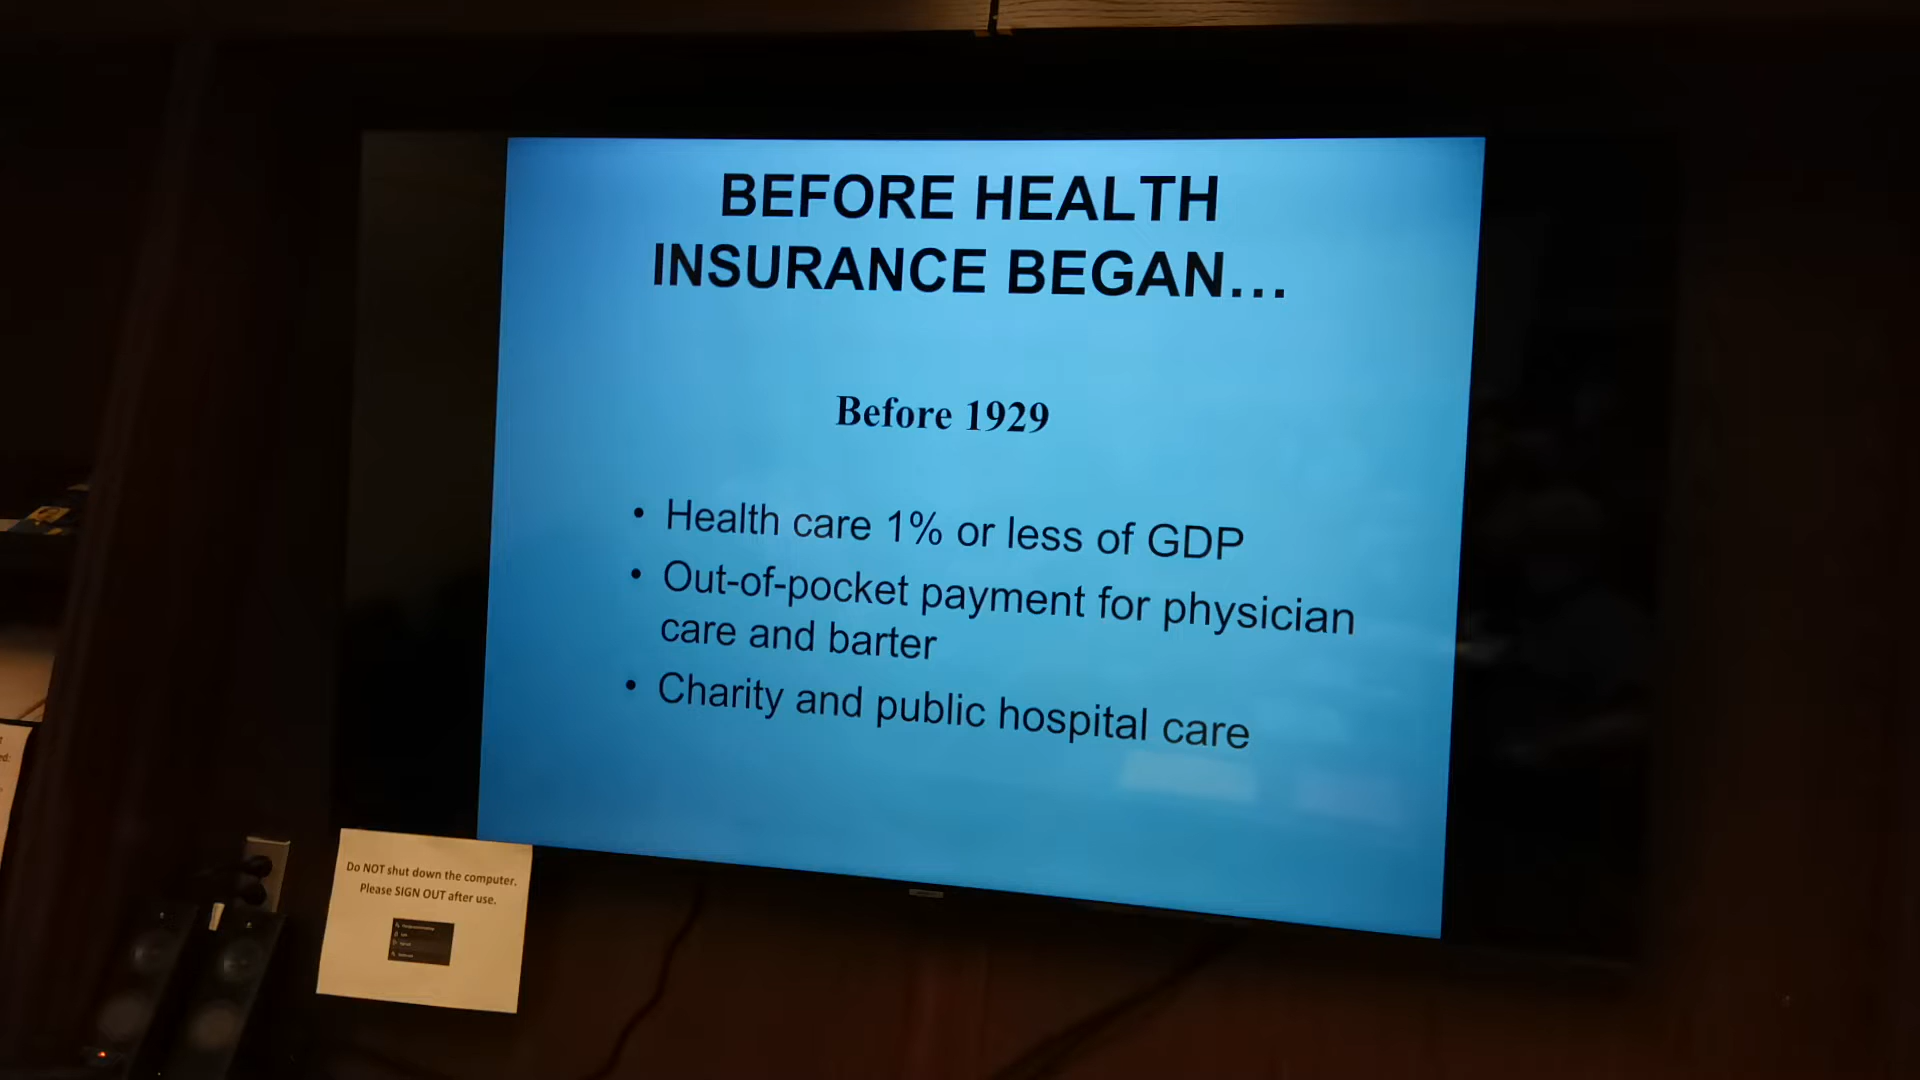 BEFORE HEALTH
INSURANCE BEGAN...
Before 1929
• Health care 1% or less of GDP
• Out-of-pocket payment for physician
care and barter
• Charity and public hospital care
Do NOT shut down the computer.
Please SIGN OUT after use.